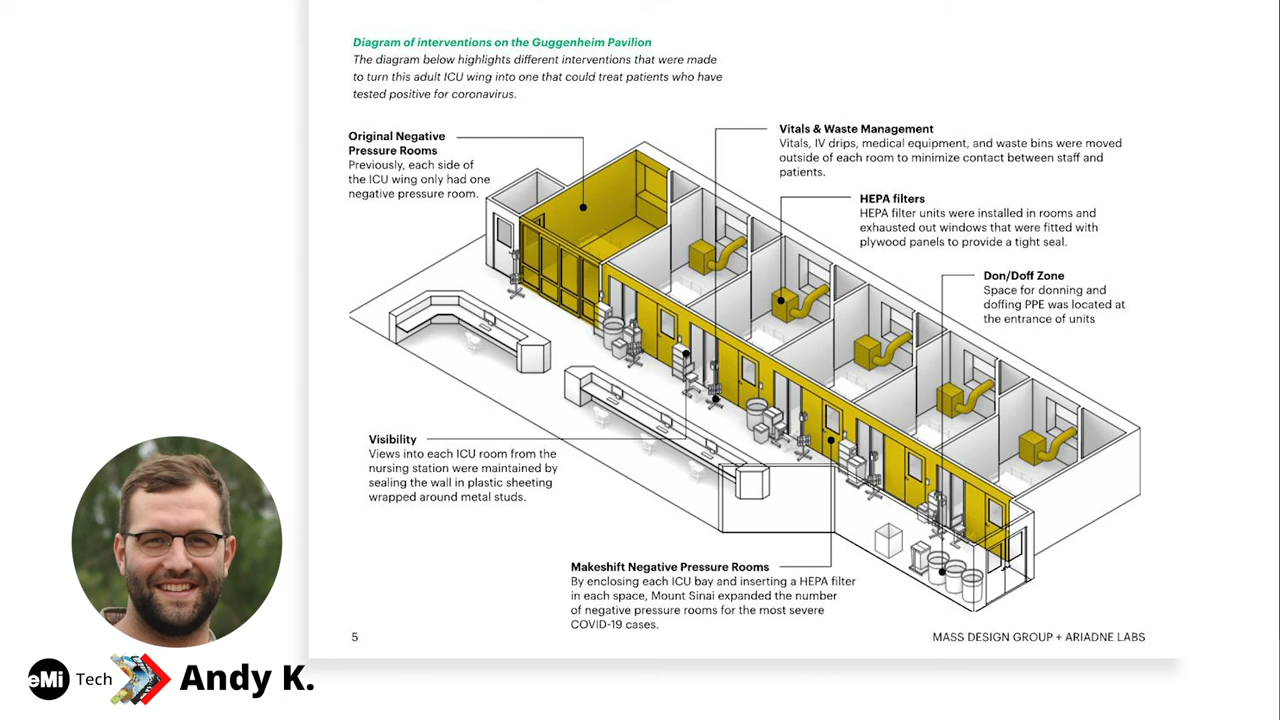 Diagram of interventions on the Guggenheim Pavilion
The diagram below highlights different interventions that were made
to turn this adult ICU wing into one that could treat patients who have
tested positive for coronavirus.
Original Negative
Pressure Rooms
Previously, each side of
the ICU wing only had one
negative pressure room.
Vitals & Waste Management
Vitals, IV drips, medical equipment, and waste bins were moved
outside of each room to minimize contact between staff and
patients.
HEPA filters
HEPA filter units were installed in rooms and
exhausted out windows that were fitted with
plywood panels to provide a tight seal.
Don/Doff Zone
Space for donning and
doffing PPE was located at
the entrance of units
Visibility
Views into each ICU room from the
nursing station were maintained by
sealing the wall in plastic sheeting
wrapped around metal studs.
Makeshift Negative Pressure Rooms
By enclosing each ICU bay and inserting a HEPA filter
in each space, Mount Sinai expanded the number
of negative pressure rooms for the most severe
COVID-19 cases.
5
MASS DESIGN GROUP + ARIADNE LABS
eMi Tech
Andy K.